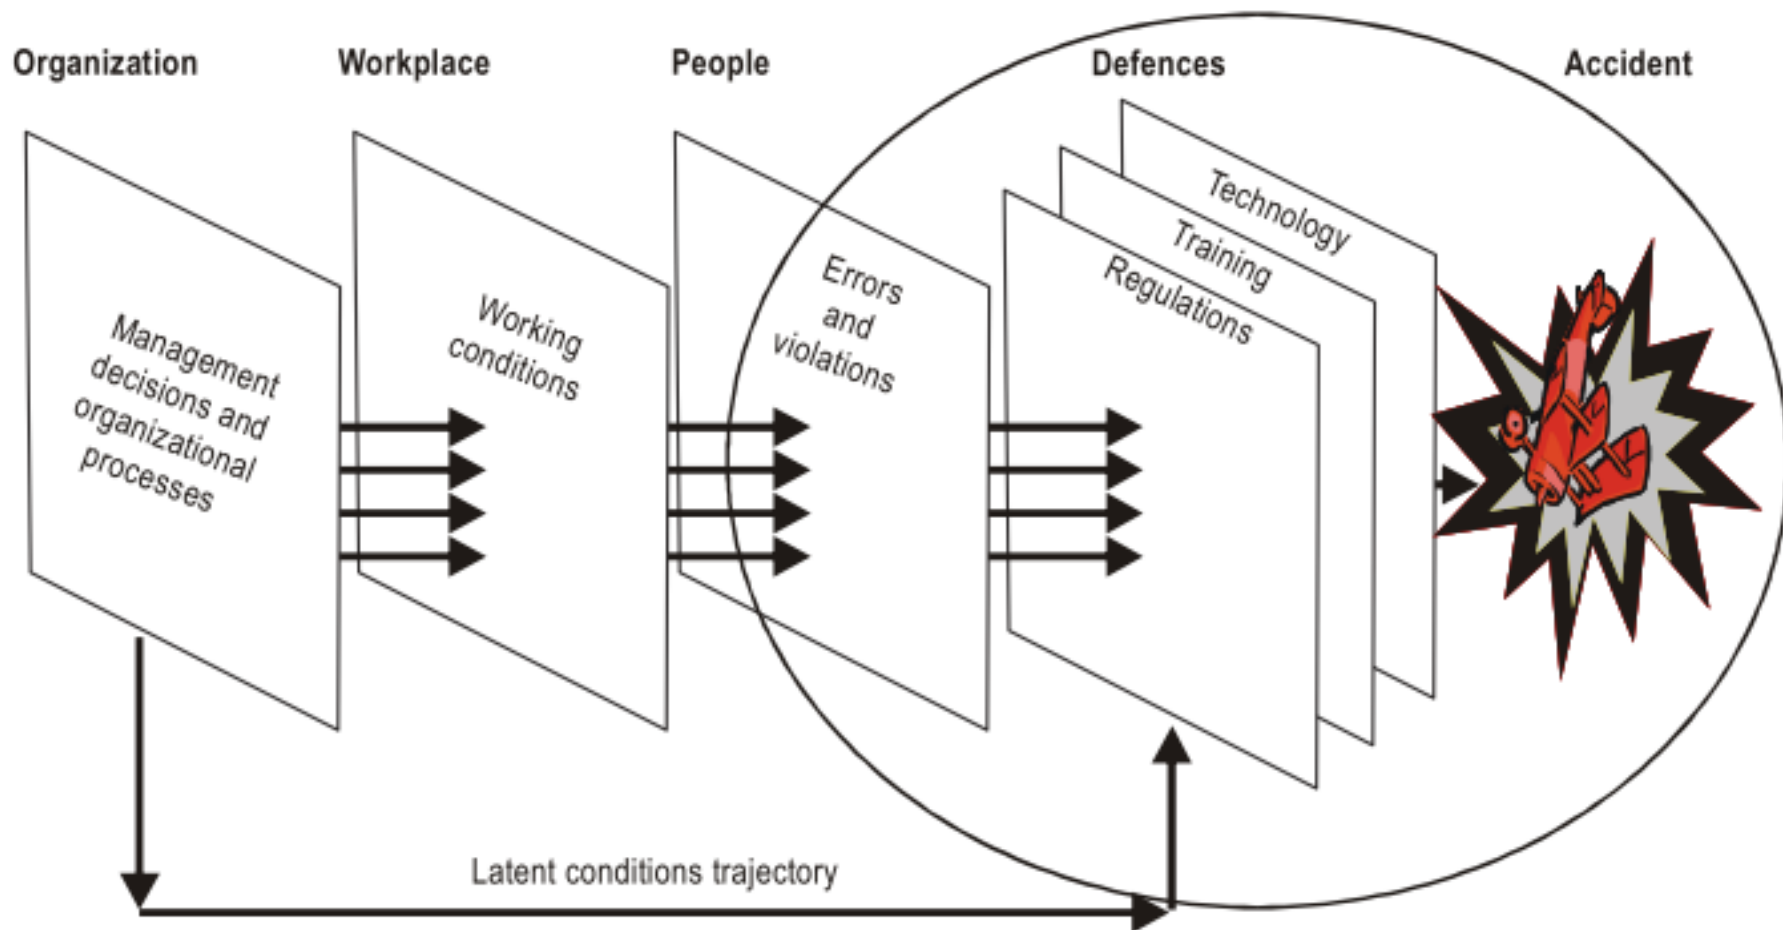 Organization
Workplace
People
Defences
Accident
Management
decisions and
organizational
processes
Working
conditions
Errors
and
violations
Technology
Training
Regulations
Latent conditions trajectory